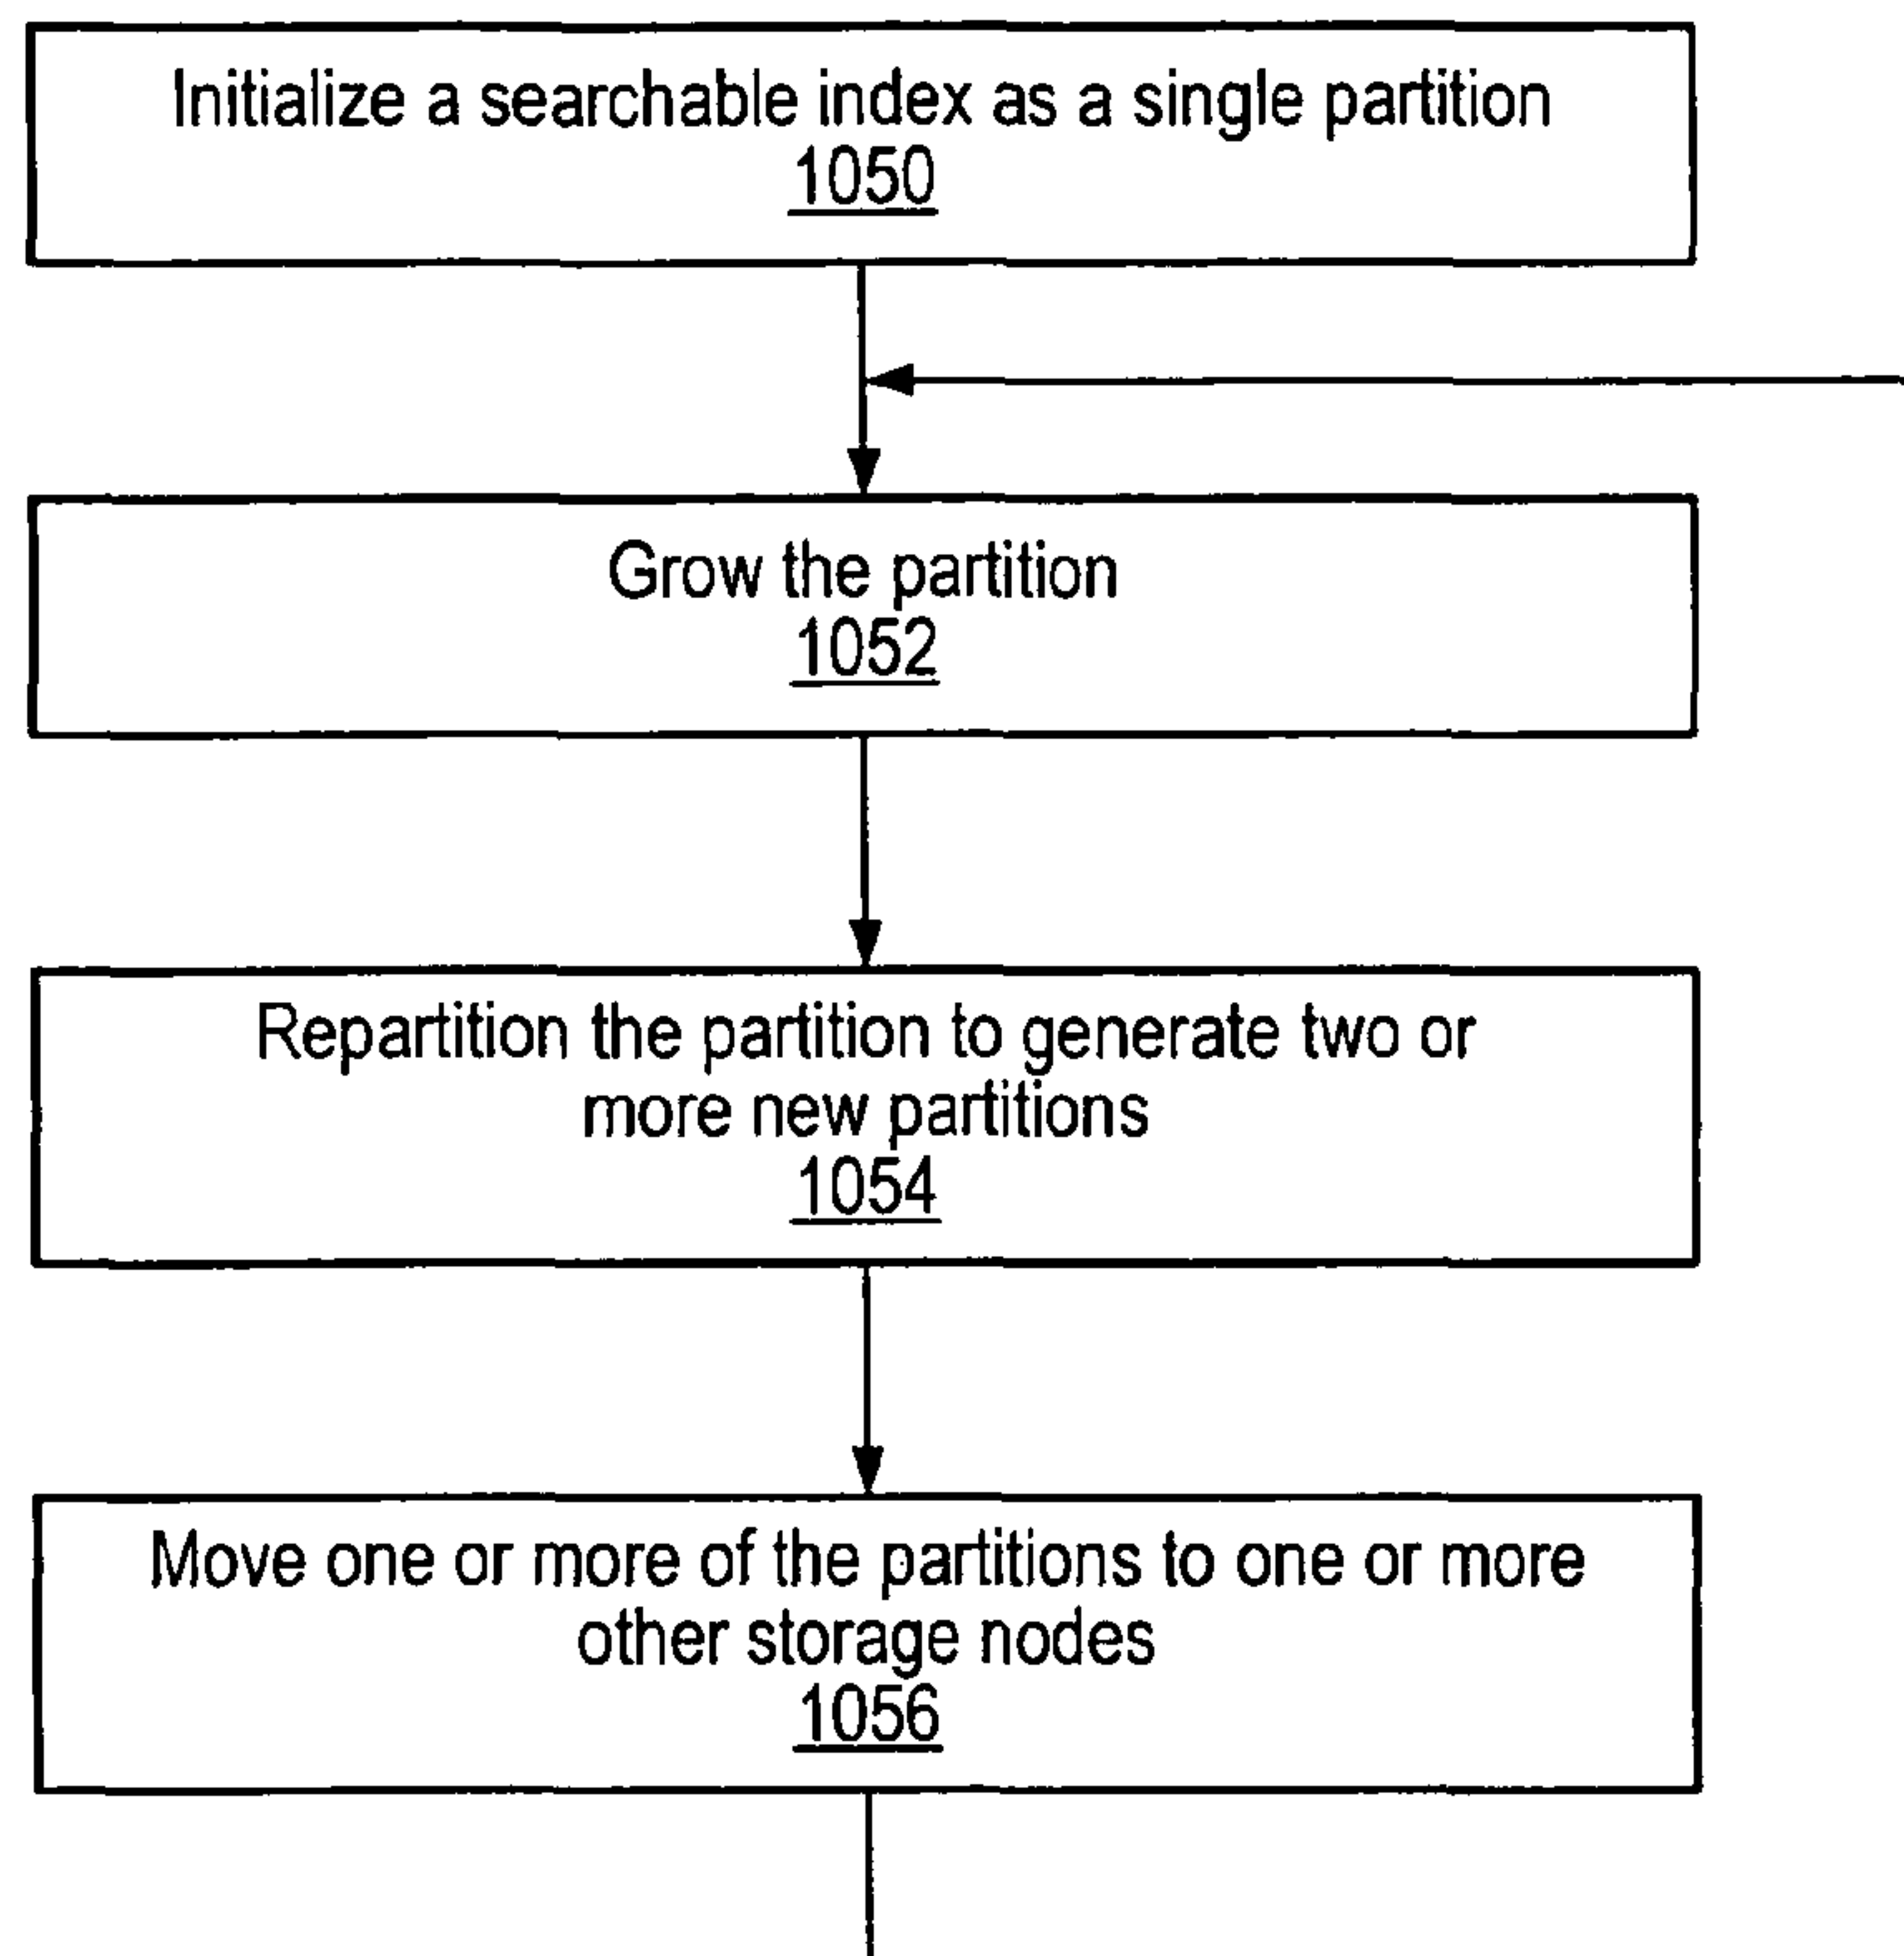 Initialize a searchable index as a single partition
1050
Grow the partition
1052
Repartition the partition to generate two or
more new partitions
1054
Move one or more of the partitions to one or more
other storage nodes
1056